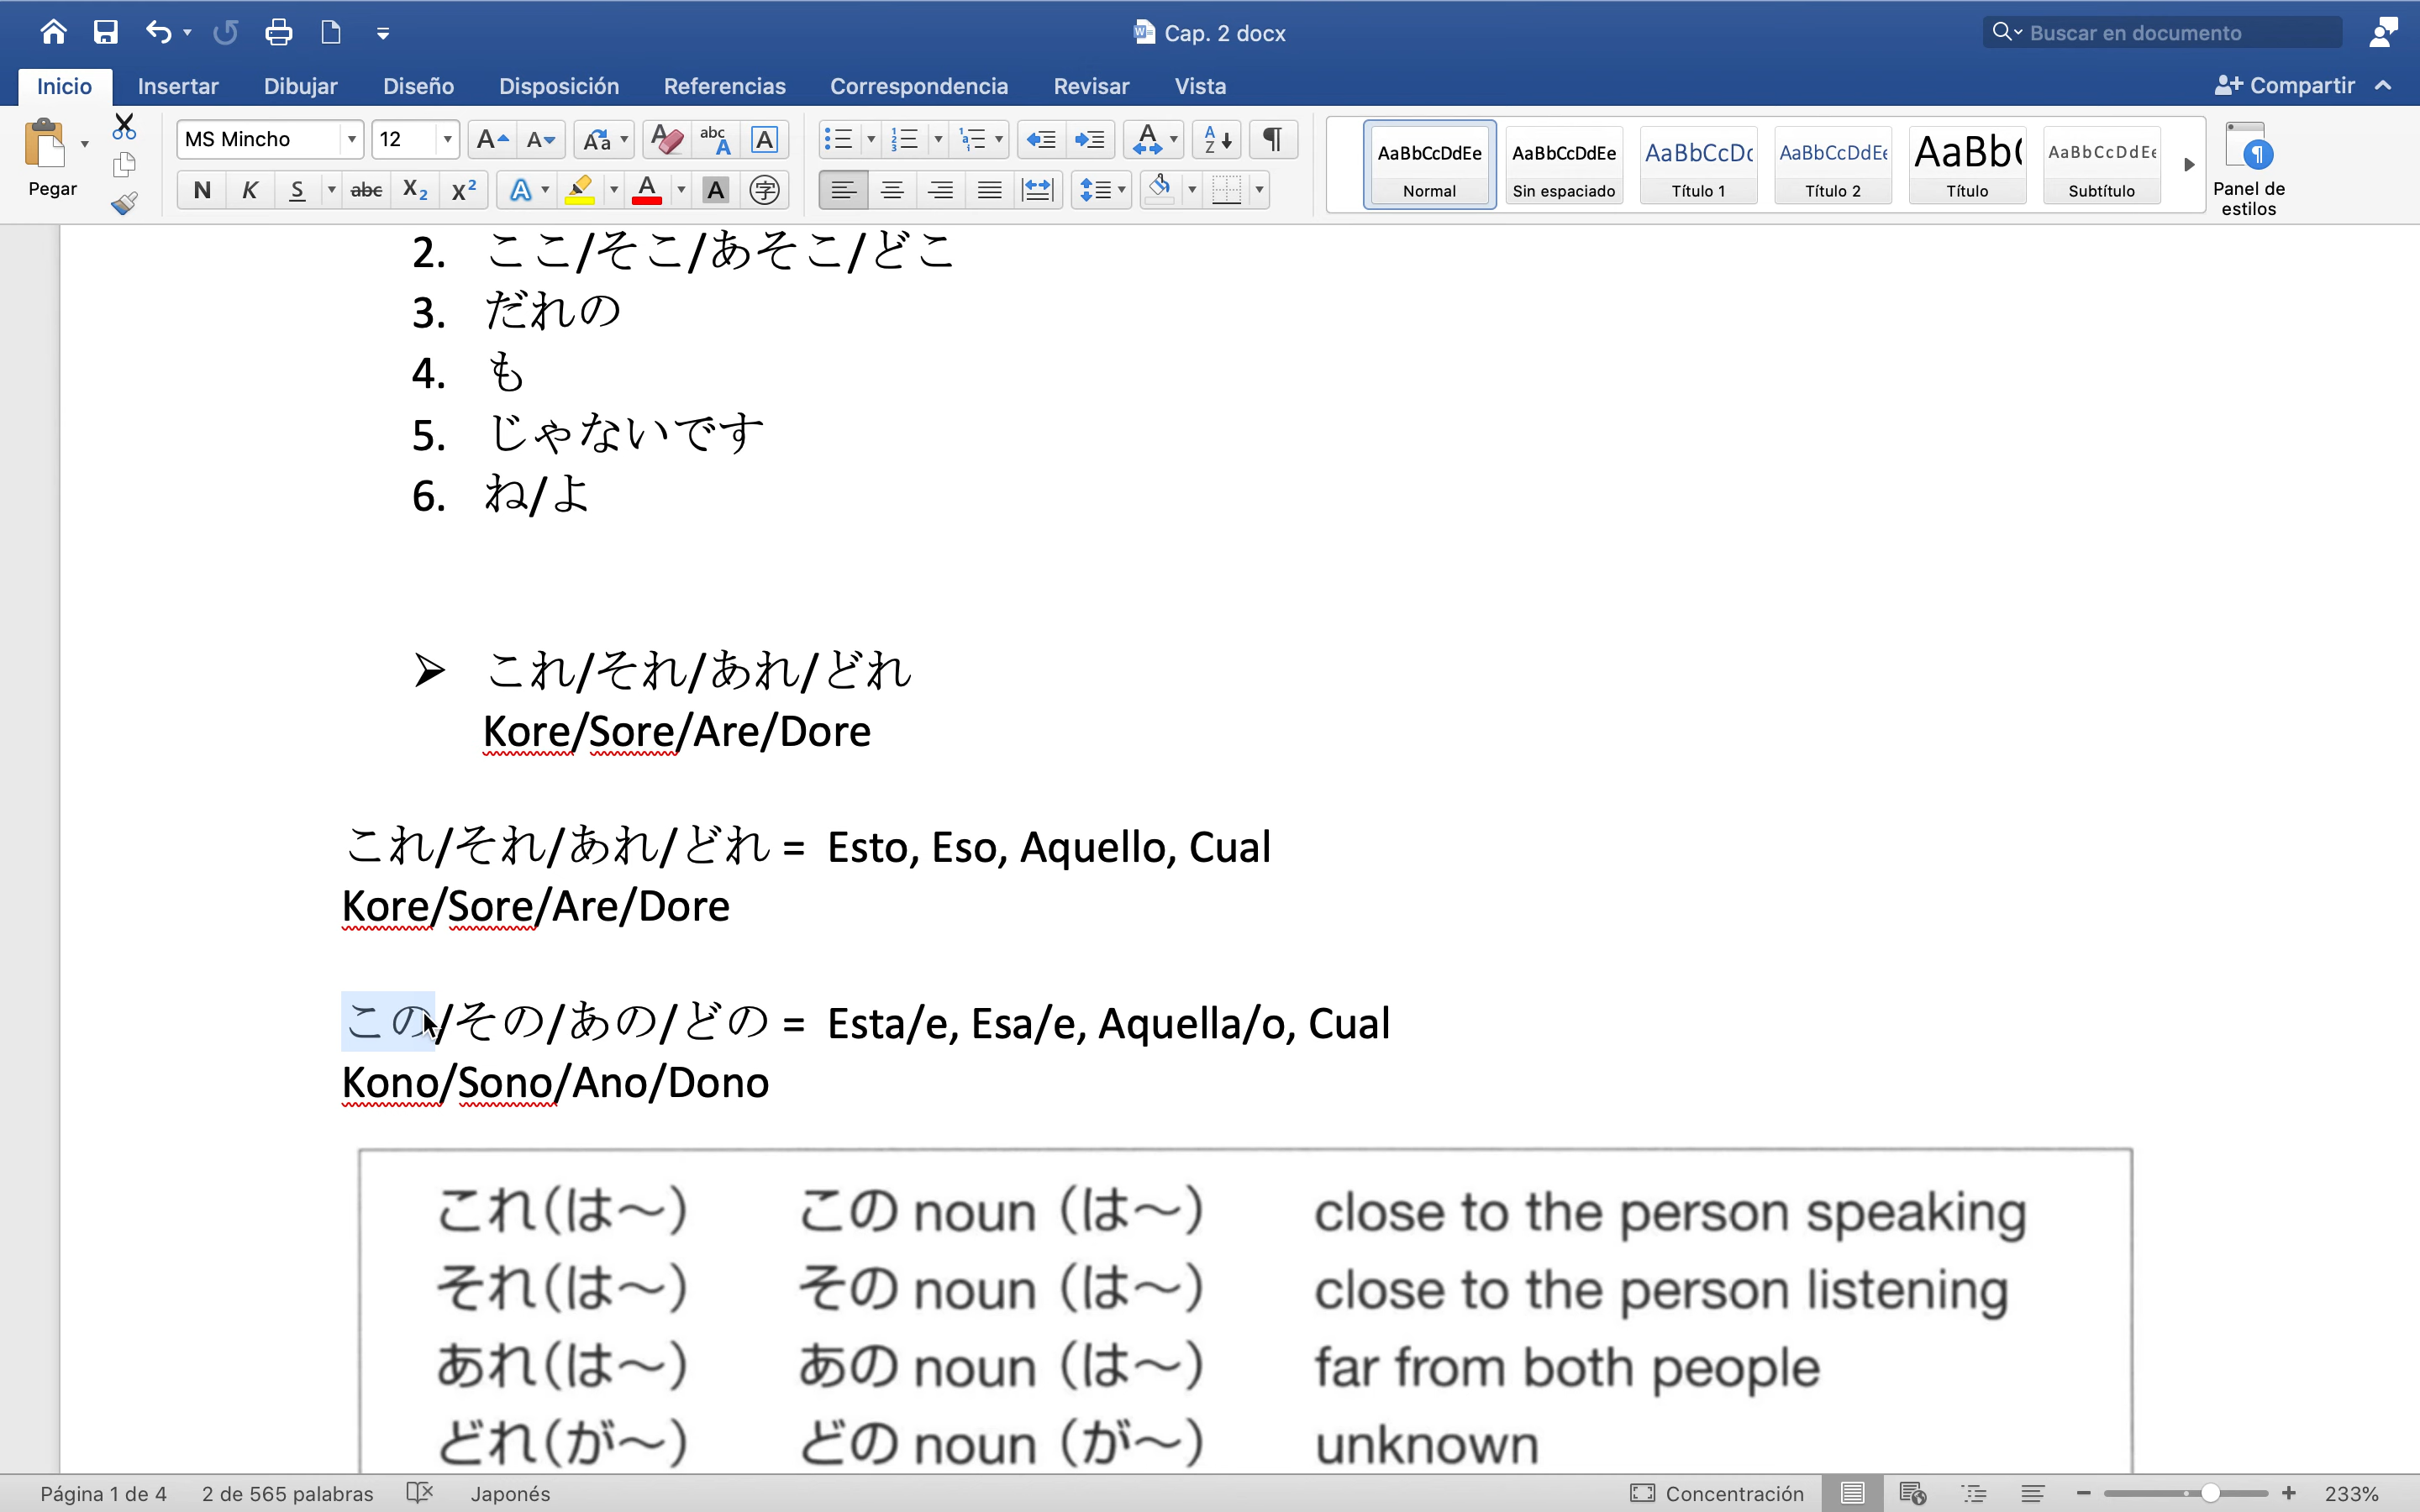 Cap. 2 docx
Buscar en documento
Inicio Insertar Dibujar Diseño Disposición Referencias Correspondencia Revisar Vista Compartir
Pegar
MS Mincho 12
N K S abc X₂ X²
AaBbCcDdEe AaBbCcDdEe AaBbCcDc AaBbCcDdEe AaBb( AaBbCcDdEe
Normal Sin espaciado Título 1 Título 2 Título Subtítulo
Panel de estilos
2. ここ/そこ/あそこ/どこ
3. だれの
4. も
5. じゃないです
6. ね/よ
➢ これ/それ/あれ/どれ
Kore/Sore/Are/Dore
これ/それ/あれ/どれ = Esto, Eso, Aquello, Cual
Kore/Sore/Are/Dore
この/その/あの/どの = Esta/e, Esa/e, Aquella/o, Cual
Kono/Sono/Ano/Dono
これ(は〜) この noun (は〜) close to the person speaking
それ(は〜) その noun (は〜) close to the person listening
あれ(は〜) あの noun (は〜) far from both people
どれ(が〜) どの noun (が〜) unknown
Página 1 de 4 2 de 565 palabras Japonés Concentración 233%